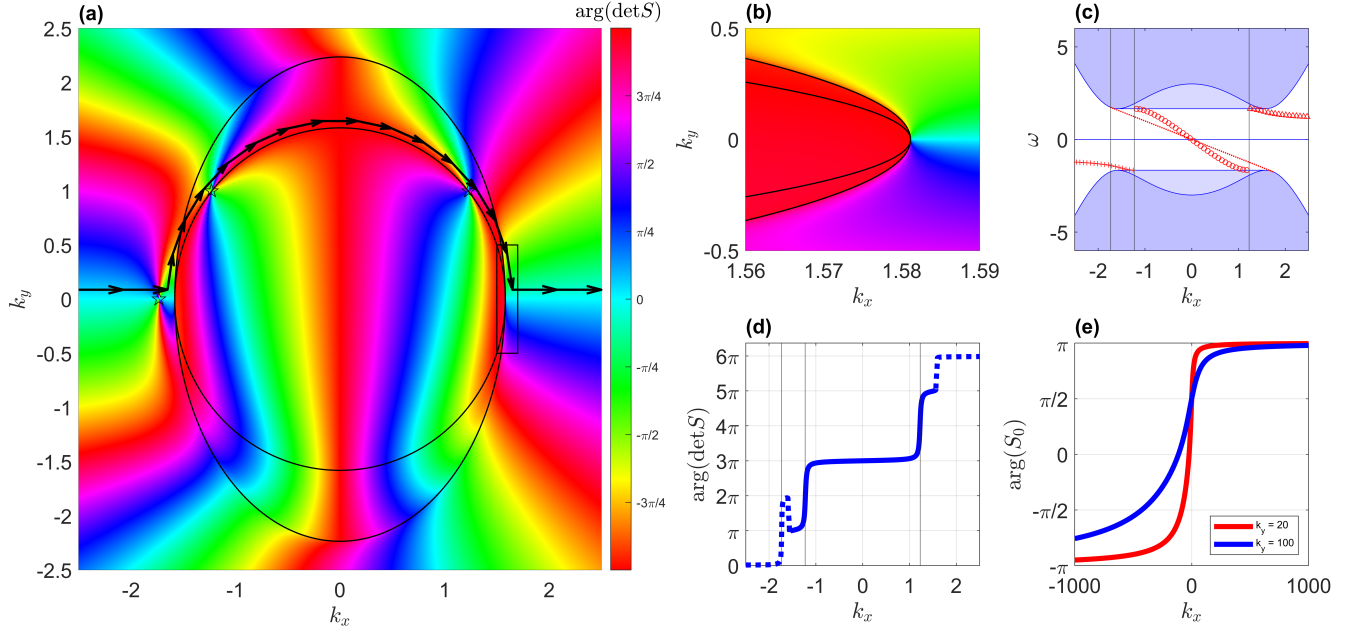 (a)
arg(detS)
2.5
2
1.5
1
0.5
0
-0.5
-1
-1.5
-2
-2.5
k_y
-2
-1
0
1
2
k_x
3π/4
π/2
π/4
0
-π/4
-π/2
-3π/4
(b)
0.5
0
-0.5
k_y
1.56
1.57
1.58
1.59
k_x
(c)
5
0
-5
ω
-2
-1
0
1
2
k_x
(d)
6π
5π
4π
3π
2π
π
0
arg(detS)
-2
-1
0
1
2
k_x
(e)
π
π/2
0
-π/2
-π
arg(S_0)
k_y = 20
k_y = 100
-1000
0
1000
k_x